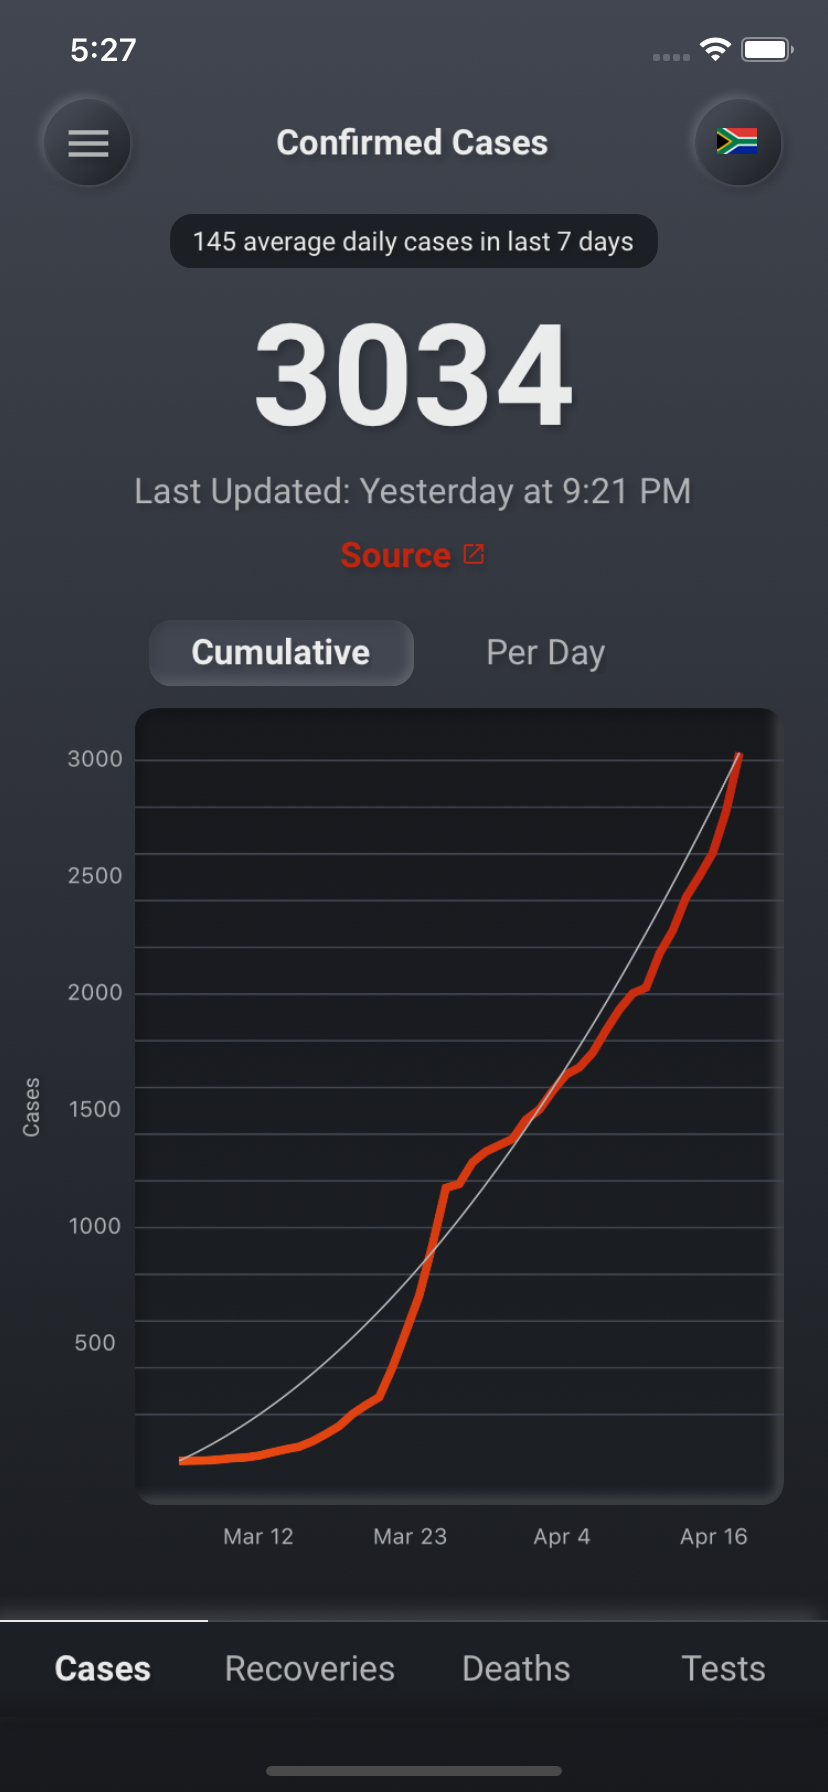 5:27
Confirmed Cases
145 average daily cases in last 7 days
3034
Last Updated: Yesterday at 9:21 PM
Source
Cumulative Per Day
3000
2500
2000
1500
1000
500
Cases
Mar 12 Mar 23 Apr 4 Apr 16
Cases Recoveries Deaths Tests